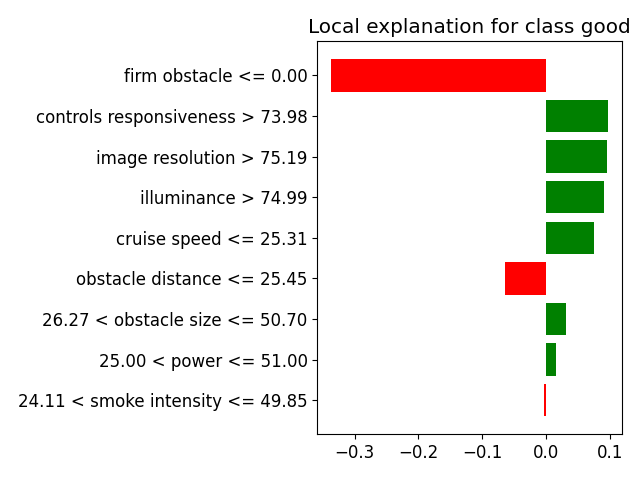 Local explanation for class good
firm obstacle <= 0.00
controls responsiveness > 73.98
image resolution > 75.19
illuminance > 74.99
cruise speed <= 25.31
obstacle distance <= 25.45
26.27 < obstacle size <= 50.70
25.00 < power <= 51.00
24.11 < smoke intensity <= 49.85
−0.3 −0.2 −0.1 0.0 0.1